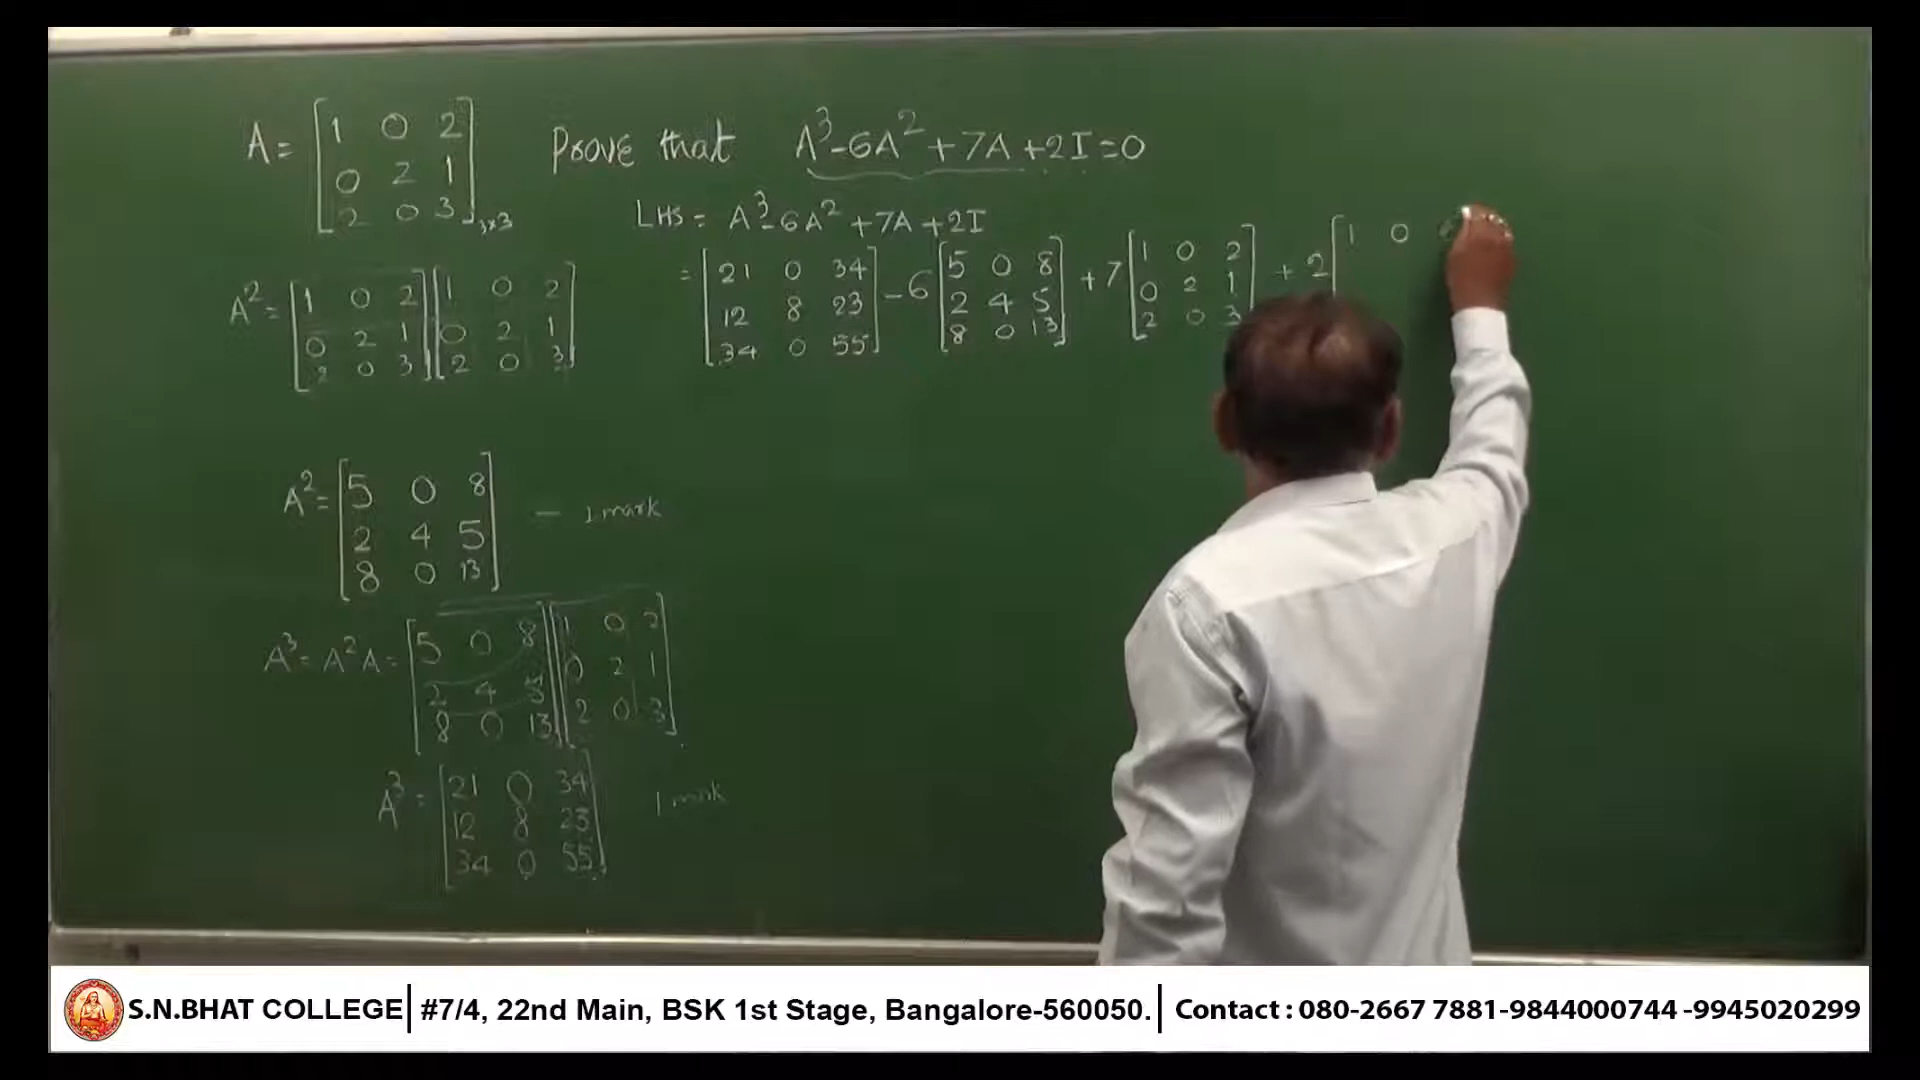 A = [1 0 2
0 2 1
2 0 3]3×3
Prove that A³-6A²+7A+2I=0
LHS = A³-6A²+7A+2I
= [21 0 34
12 8 23
34 0 55] - 6 [5 0 8
2 4 5
8 0 13] + 7 [1 0 2
0 2 1
2 0 3] + 2 [1 0
A² = [1 0 2
0 2 1
2 0 3] [1 0 2
0 2 1
2 0 3]
A² = [5 0 8
2 4 5
8 0 13] - 1 mark
A³ = A²A = [5 0 8
2 4 5
8 0 13] [1 0 2
0 2 1
2 0 3]
A³ = [21 0 34
12 8 23
34 0 55] 1 mark
S.N.BHAT COLLEGE | #7/4, 22nd Main, BSK 1st Stage, Bangalore-560050. | Contact : 080-2667 7881-9844000744 -9945020299